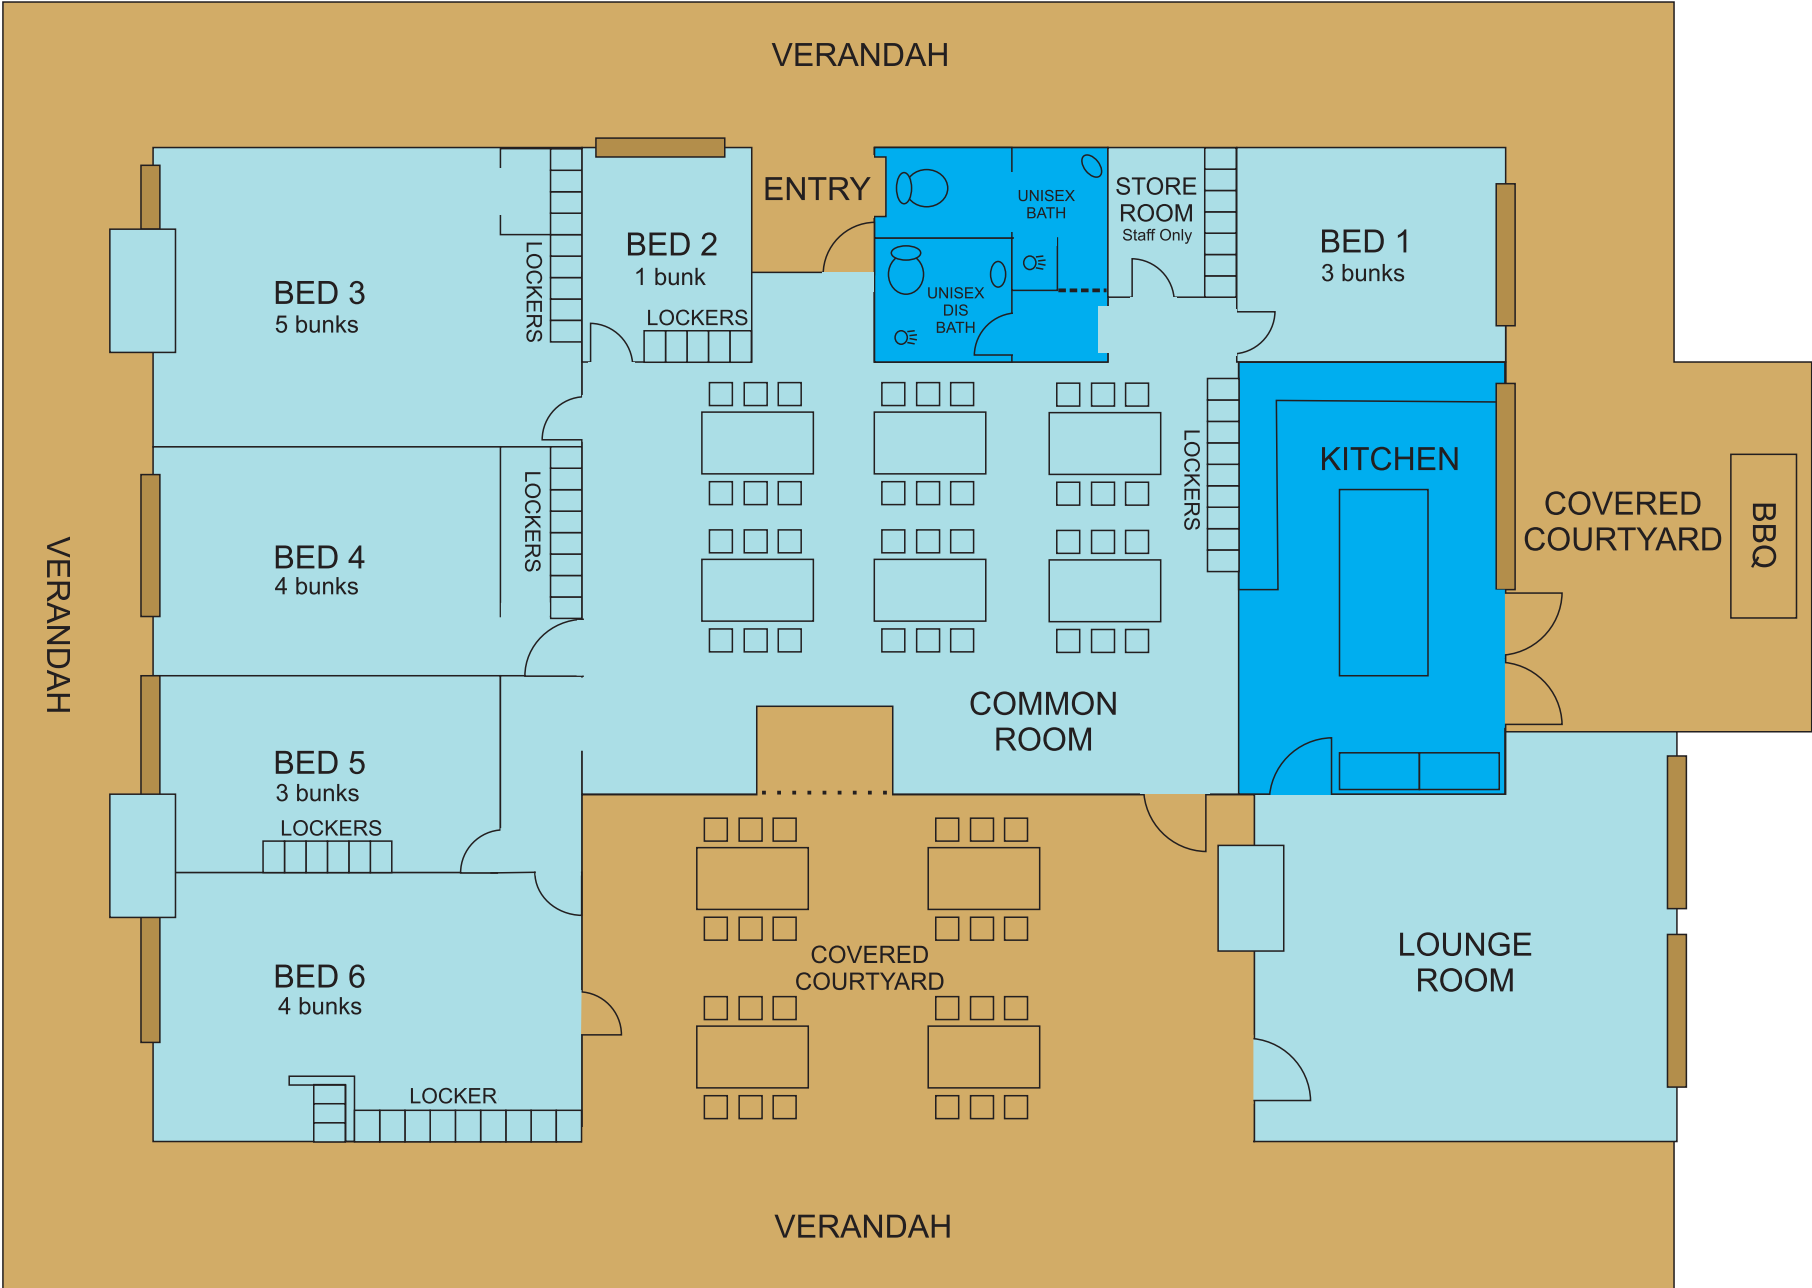 VERANDAH
ENTRY
UNISEX
BATH
STORE
ROOM
Staff Only
BED 1
3 bunks
BED 2
1 bunk
LOCKERS
BED 3
5 bunks
LOCKERS
UNISEX
DIS
BATH
LOCKERS
KITCHEN
COVERED
COURTYARD
BBQ
BED 4
4 bunks
LOCKERS
VERANDAH
COMMON
ROOM
BED 5
3 bunks
LOCKERS
BED 6
4 bunks
LOCKER
COVERED
COURTYARD
LOUNGE
ROOM
VERANDAH